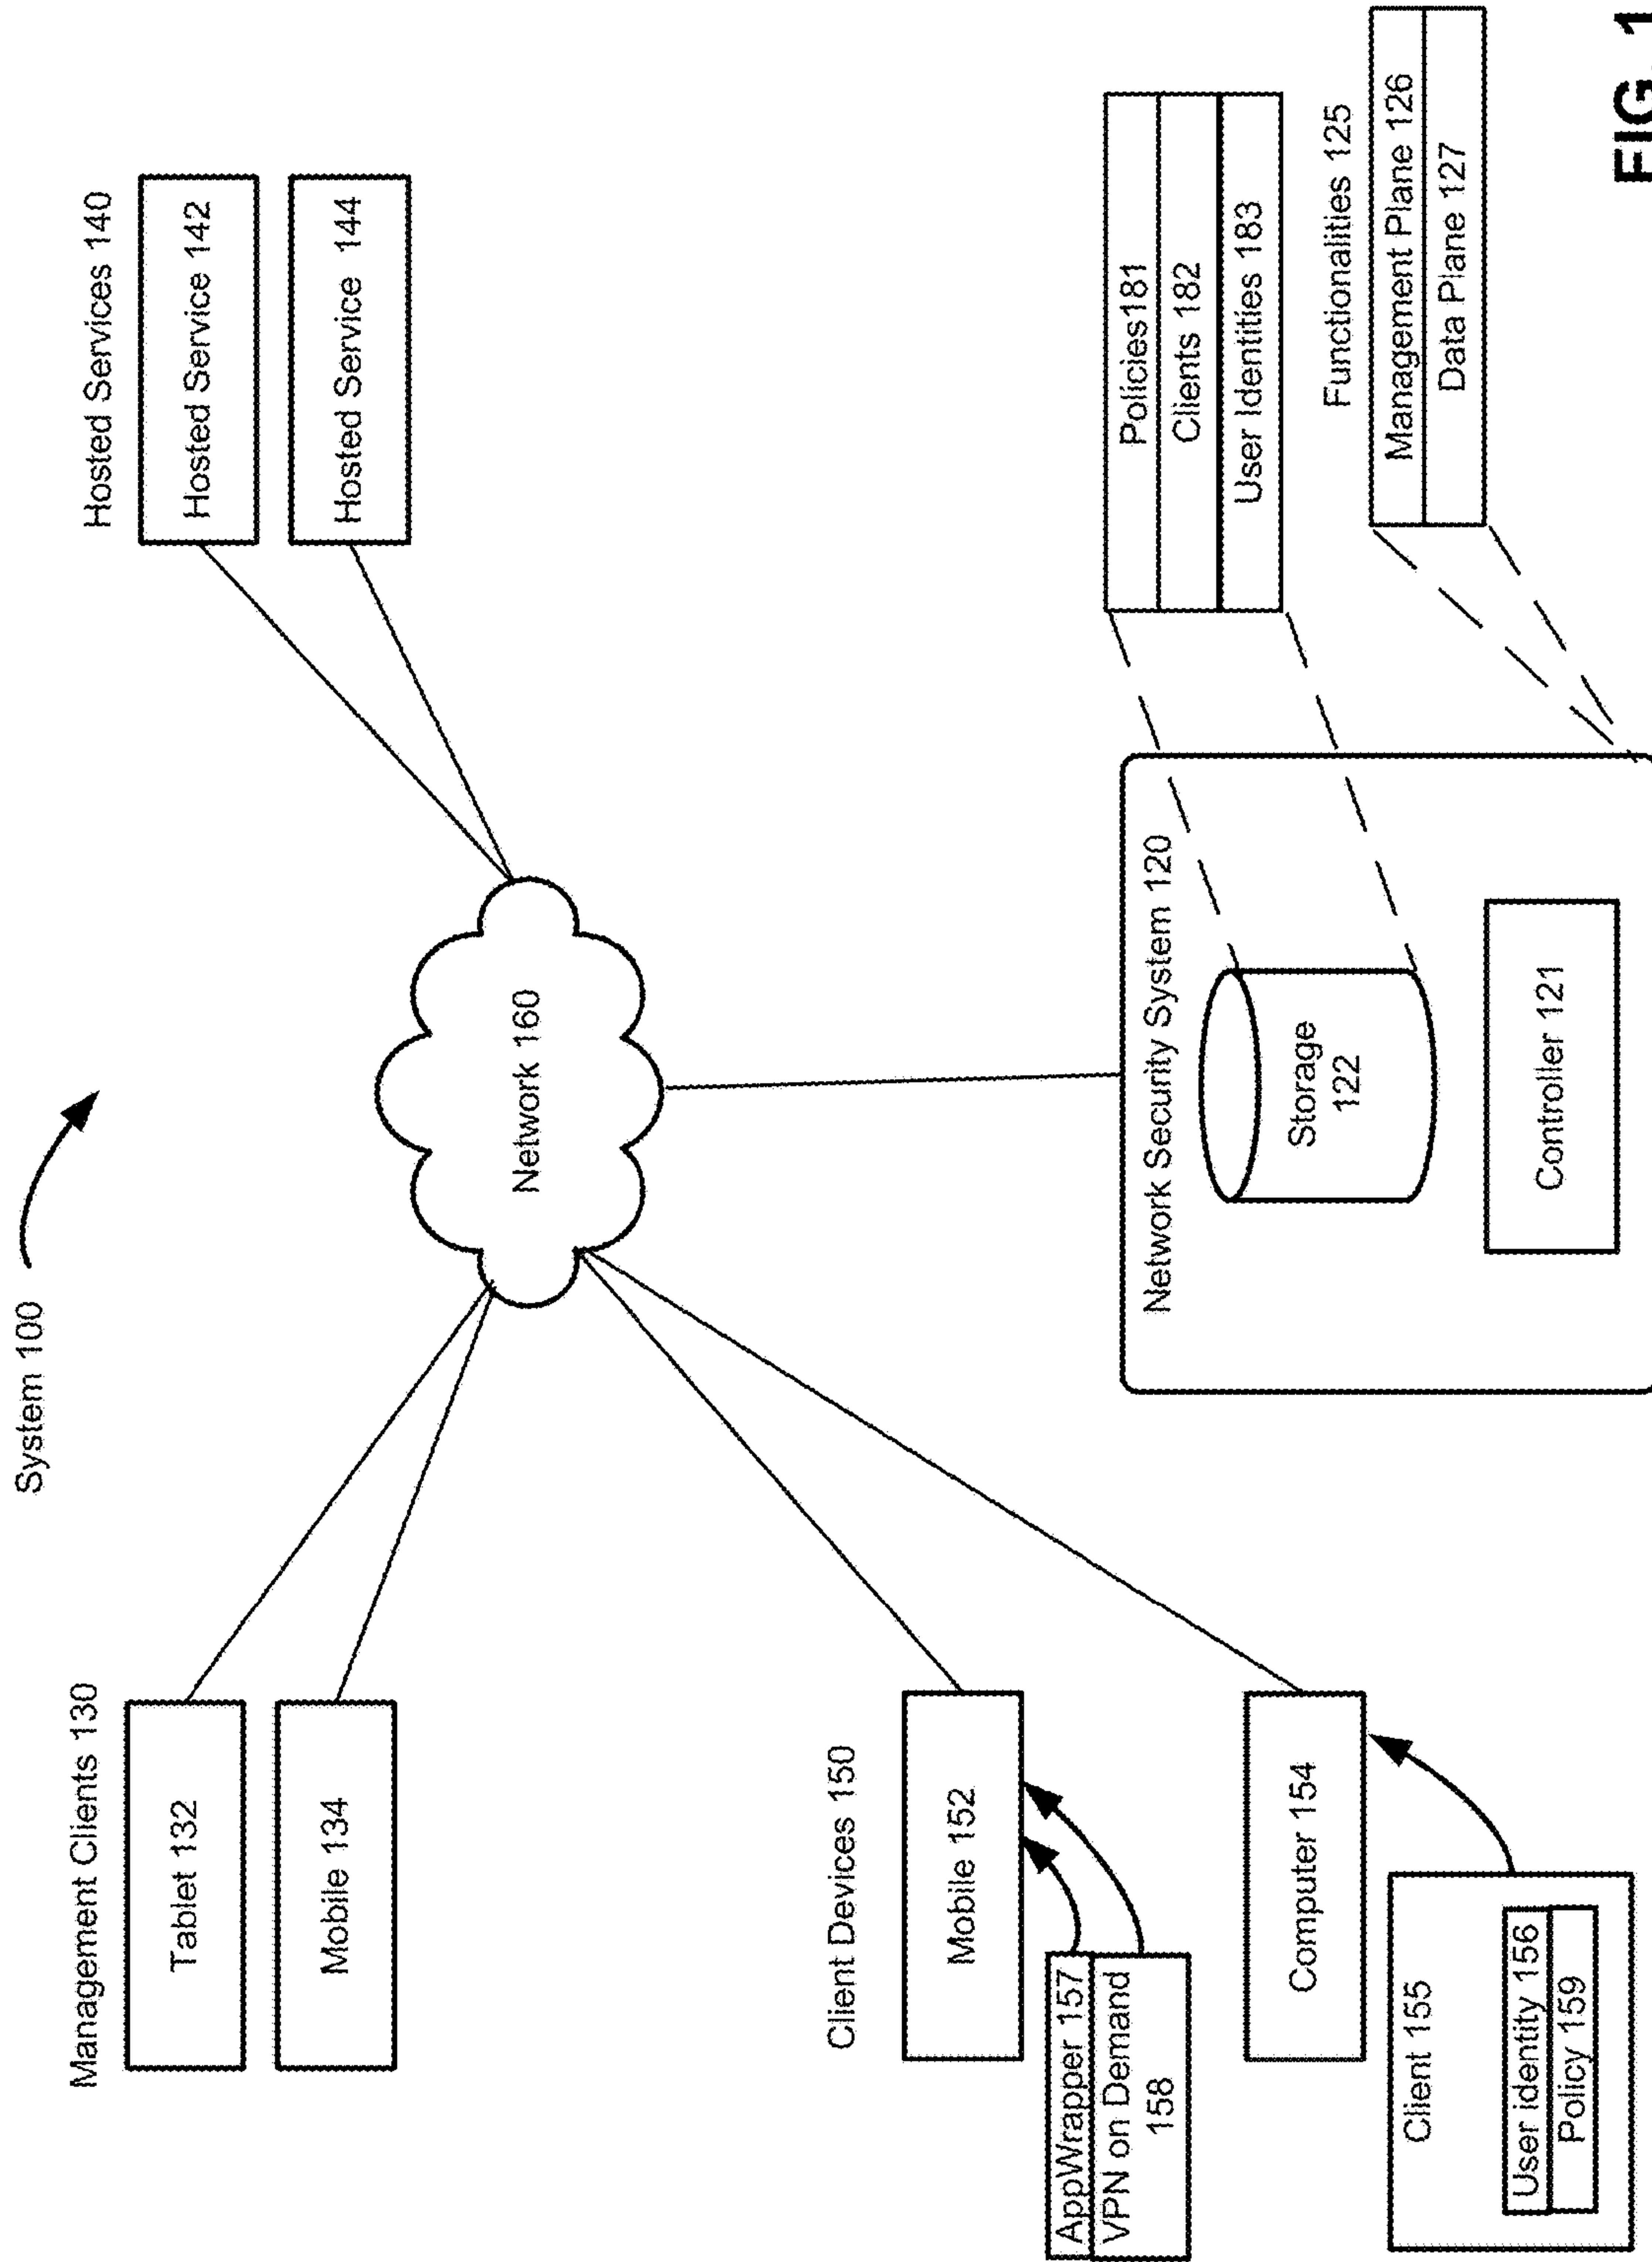 System 100
Management Clients 130
Tablet 132
Mobile 134
Hosted Services 140
Hosted Service 142
Hosted Service 144
Network 160
Client Devices 150
Mobile 152
AppWrapper 157
VPN on Demand
158
Computer 154
Client 155
User identity 156
Policy 159
Network Security System 120
Storage
122
Controller 121
Policies181
Clients 182
User Identities 183
Functionalities 125
Management Plane 126
Data Plane 127
FIG. 1